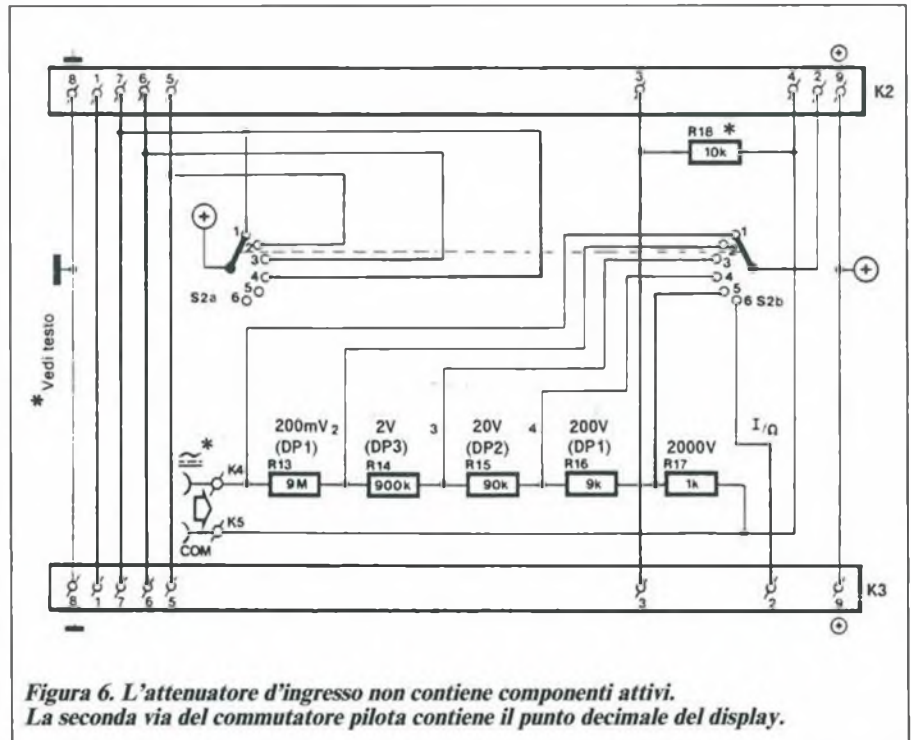 8 1 7 6 5 3 4 2 9 K2
R18 *
10k
1
2
3
4
5
6
S2a
1
2
3
4
5
6 S2b
* Vedi testo
I/Ω
200mV 2 2V 3 20V 4 200V 2000V
(DP1) (DP3) (DP2) (DP1)
R13 R14 R15 R16 R17
9M 900k 90k 9k 1k
*
K4
K5
COM
8 1 7 6 5 3 2 9 K3
Figura 6. L'attenuatore d'ingresso non contiene componenti attivi.
La seconda via del commutatore pilota contiene il punto decimale del display.